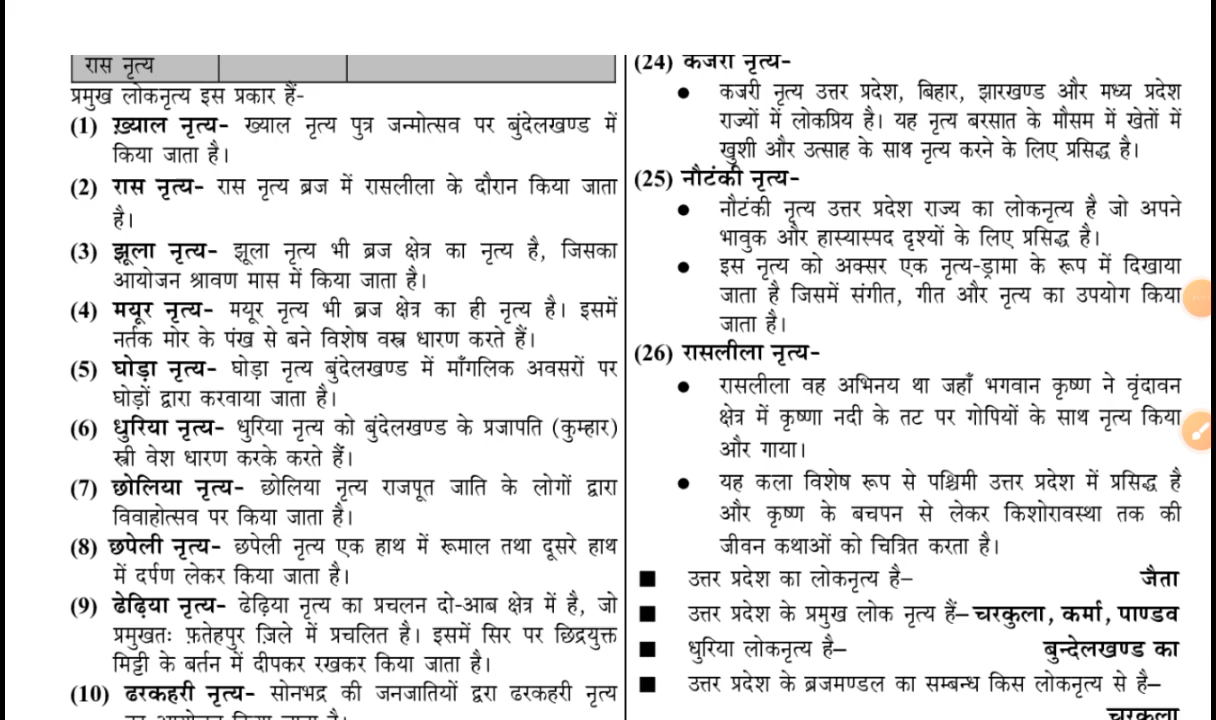 रास नृत्य
प्रमुख लोकनृत्य इस प्रकार हैं-
(1) ख़्याल नृत्य- ख्याल नृत्य पुत्र जन्मोत्सव पर बुंदेलखण्ड में
किया जाता है।
(2) रास नृत्य- रास नृत्य ब्रज में रासलीला के दौरान किया जाता
है।
(3) झूला नृत्य- झूला नृत्य भी ब्रज क्षेत्र का नृत्य है, जिसका
आयोजन श्रावण मास में किया जाता है।
(4) मयूर नृत्य- मयूर नृत्य भी ब्रज क्षेत्र का ही नृत्य है। इसमें
नर्तक मोर के पंख से बने विशेष वस्त्र धारण करते हैं।
(5) घोड़ा नृत्य- घोड़ा नृत्य बुंदेलखण्ड में माँगलिक अवसरों पर
घोड़ों द्वारा करवाया जाता है।
(6) धुरिया नृत्य- धुरिया नृत्य को बुंदेलखण्ड के प्रजापति (कुम्हार)
स्त्री वेश धारण करके करते हैं।
(7) छोलिया नृत्य- छोलिया नृत्य राजपूत जाति के लोगों द्वारा
विवाहोत्सव पर किया जाता है।
(8) छपेली नृत्य- छपेली नृत्य एक हाथ में रूमाल तथा दूसरे हाथ
में दर्पण लेकर किया जाता है।
(9) ढेढ़िया नृत्य- ढेढ़िया नृत्य का प्रचलन दो-आब क्षेत्र में है, जो
प्रमुखतः फ़तेहपुर ज़िले में प्रचलित है। इसमें सिर पर छिद्रयुक्त
मिट्टी के बर्तन में दीपकर रखकर किया जाता है।
(10) ढरकहरी नृत्य- सोनभद्र की जनजातियों द्वरा ढरकहरी नृत्य
(24) कजरी नृत्य-
● कजरी नृत्य उत्तर प्रदेश, बिहार, झारखण्ड और मध्य प्रदेश
राज्यों में लोकप्रिय है। यह नृत्य बरसात के मौसम में खेतों में
खुशी और उत्साह के साथ नृत्य करने के लिए प्रसिद्ध है।
(25) नौटंकी नृत्य-
● नौटंकी नृत्य उत्तर प्रदेश राज्य का लोकनृत्य है जो अपने
भावुक और हास्यास्पद दृश्यों के लिए प्रसिद्ध है।
● इस नृत्य को अक्सर एक नृत्य-ड्रामा के रूप में दिखाया
जाता है जिसमें संगीत, गीत और नृत्य का उपयोग किया
जाता है।
(26) रासलीला नृत्य-
● रासलीला वह अभिनय था जहाँ भगवान कृष्ण ने वृंदावन
क्षेत्र में कृष्णा नदी के तट पर गोपियों के साथ नृत्य किया
और गाया।
● यह कला विशेष रूप से पश्चिमी उत्तर प्रदेश में प्रसिद्ध है
और कृष्ण के बचपन से लेकर किशोरावस्था तक की
जीवन कथाओं को चित्रित करता है।
■ उत्तर प्रदेश का लोकनृत्य है– जैता
■ उत्तर प्रदेश के प्रमुख लोक नृत्य हैं– चरकुला, कर्मा, पाण्डव
■ धुरिया लोकनृत्य है– बुन्देलखण्ड का
■ उत्तर प्रदेश के ब्रजमण्डल का सम्बन्ध किस लोकनृत्य से है–
चरकुला